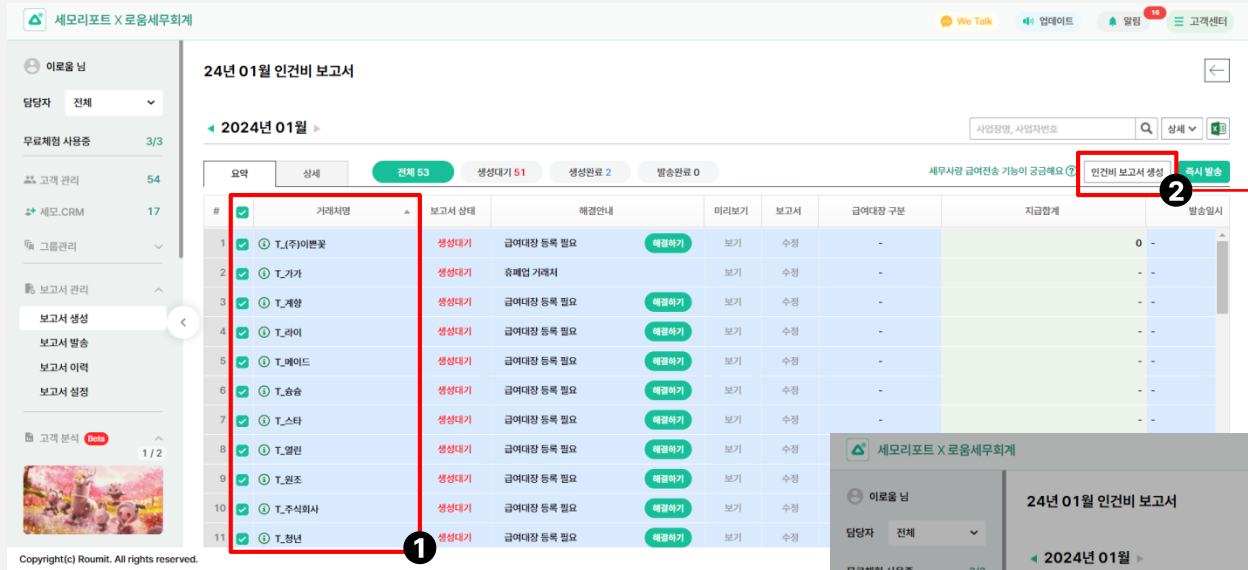 세모리포트 X 로움세무회계
We Talk 업데이트 알림 16 고객센터
이로움 님
담당자 전체
무료체험 사용중 3/3
고객 관리 54
세모.CRM 17
그룹관리
보고서 관리
보고서 생성
보고서 발송
보고서 이력
보고서 설정
고객 분석 Beta
1 / 2
24년 01월 인건비 보고서
2024년 01월
사업장명, 사업자번호 상세
요약 상세 전체 53 생성대기 51 생성완료 2 발송완료 0 세무사랑 급여전송 기능이 궁금해요 ? 인건비 보고서 생성 즉시 발송
2
# 거래처명 보고서 상태 해결안내 미리보기 보고서 급여대장 구분 지급합계 발송일시
1 T_(주)이쁜꽃 생성대기 급여대장 등록 필요 해결하기 보기 수정 - 0 -
2 T_가가 생성대기 휴폐업 거래처 보기 수정 - - -
3 T_계향 생성대기 급여대장 등록 필요 해결하기 보기 수정 - - -
4 T_라이 생성대기 급여대장 등록 필요 해결하기 보기 수정 - - -
5 T_메이드 생성대기 급여대장 등록 필요 해결하기 보기 수정 - - -
6 T_슝슝 생성대기 급여대장 등록 필요 해결하기 보기 수정 - - -
7 T_스타 생성대기 급여대장 등록 필요 해결하기 보기 수정 - - -
8 T_열린 생성대기 급여대장 등록 필요 해결하기 보기 수정
9 T_원조 생성대기 급여대장 등록 필요 해결하기 보기 수정
10 T_주식회사 생성대기 급여대장 등록 필요 해결하기 보기 수정
11 T_청년 생성대기 급여대장 등록 필요 해결하기 보기 수정
1
세모리포트 X 로움세무회계
이로움 님
담당자 전체
24년 01월 인건비 보고서
2024년 01월
Copyright(c) Roumit. All rights reserved.